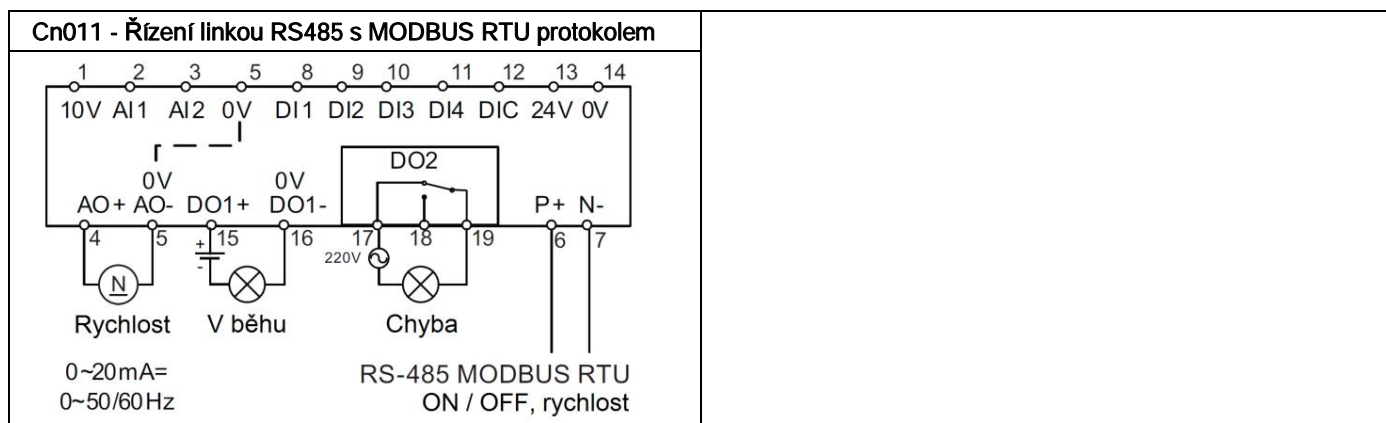 Cn011 - Řízení linkou RS485 s MODBUS RTU protokolem
1 2 3 5 8 9 10 11 12 13 14
10V AI1 AI2 0V DI1 DI2 DI3 DI4 DIC 24V 0V
DO2
0V 0V
AO+ AO- DO1+ DO1- P+ N-
4 5 15 16 17 18 19 6 7
+
-
220V
N
Rychlost V běhu Chyba
0~20mA= RS-485 MODBUS RTU
0~50/60Hz ON / OFF, rychlost